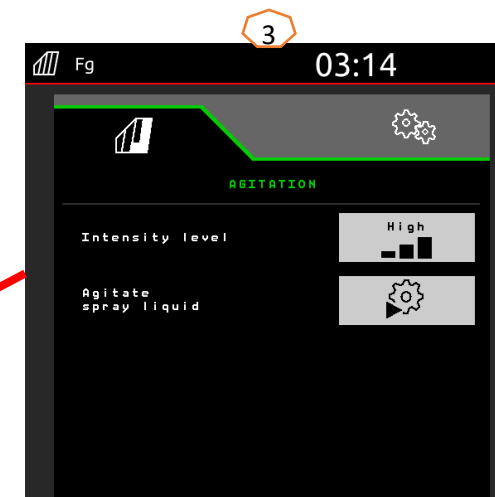 3
Fg 03:14
AGITATION
Intensity level
High
Agitate
spray liquid